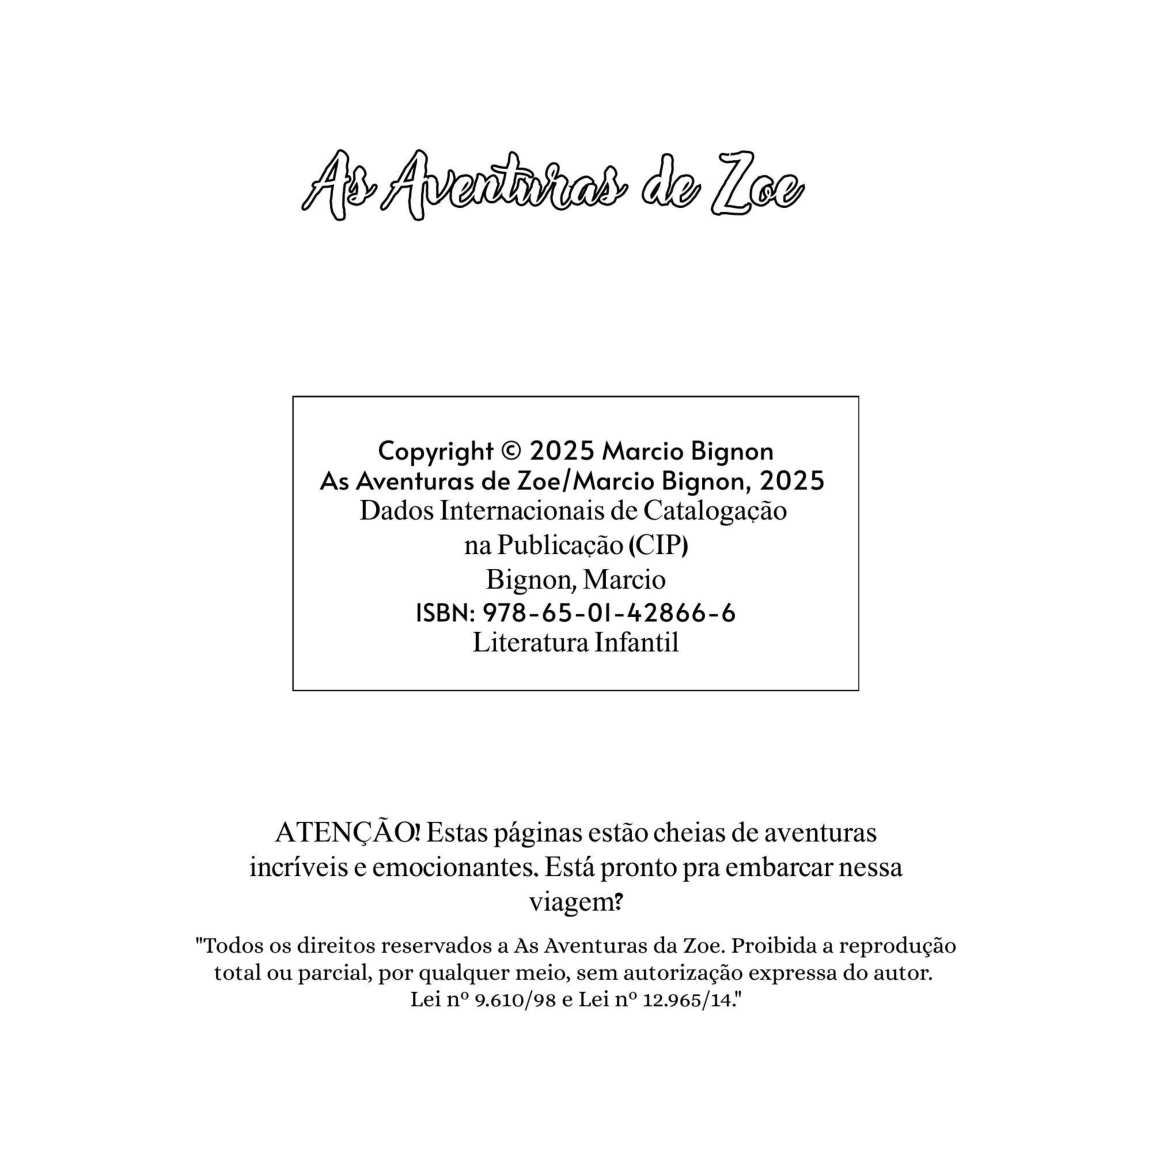 As Aventuras de Zoe
Copyright © 2025 Marcio Bignon
As Aventuras de Zoe/Marcio Bignon, 2025
Dados Internacionais de Catalogação
na Publicação (CIP)
Bignon, Marcio
ISBN: 978-65-01-42866-6
Literatura Infantil
ATENÇÃO! Estas páginas estão cheias de aventuras
incríveis e emocionantes. Está pronto pra embarcar nessa
viagem?
"Todos os direitos reservados a As Aventuras da Zoe. Proibida a reprodução
total ou parcial, por qualquer meio, sem autorização expressa do autor.
Lei nº 9.610/98 e Lei nº 12.965/14."